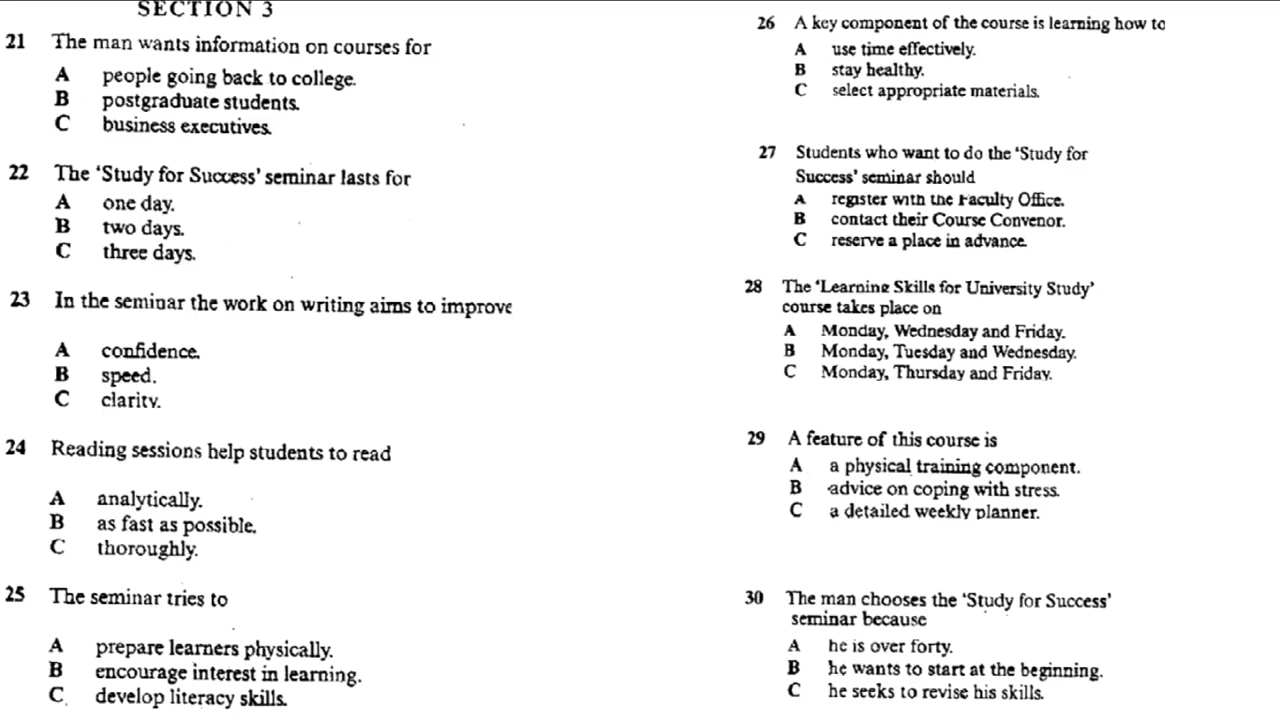 SECTION 3
21 The man wants information on courses for
A people going back to college.
B postgraduate students.
C business executives.
22 The ‘Study for Success’ seminar lasts for
A one day.
B two days.
C three days.
23 In the seminar the work on writing aims to improve
A confidence.
B speed.
C clarity.
24 Reading sessions help students to read
A analytically.
B as fast as possible.
C thoroughly.
25 The seminar tries to
A prepare learners physically.
B encourage interest in learning.
C. develop literacy skills.
26 A key component of the course is learning how to
A use time effectively.
B stay healthy.
C select appropriate materials.
27 Students who want to do the ‘Study for
Success’ seminar should
A register with the Faculty Office.
B contact their Course Convenor.
C reserve a place in advance.
28 The ‘Learning Skills for University Study’
course takes place on
A Monday, Wednesday and Friday.
B Monday, Tuesday and Wednesday.
C Monday, Thursday and Friday.
29 A feature of this course is
A a physical training component.
B advice on coping with stress.
C a detailed weekly planner.
30 The man chooses the ‘Study for Success’
seminar because
A he is over forty.
B he wants to start at the beginning.
C he seeks to revise his skills.